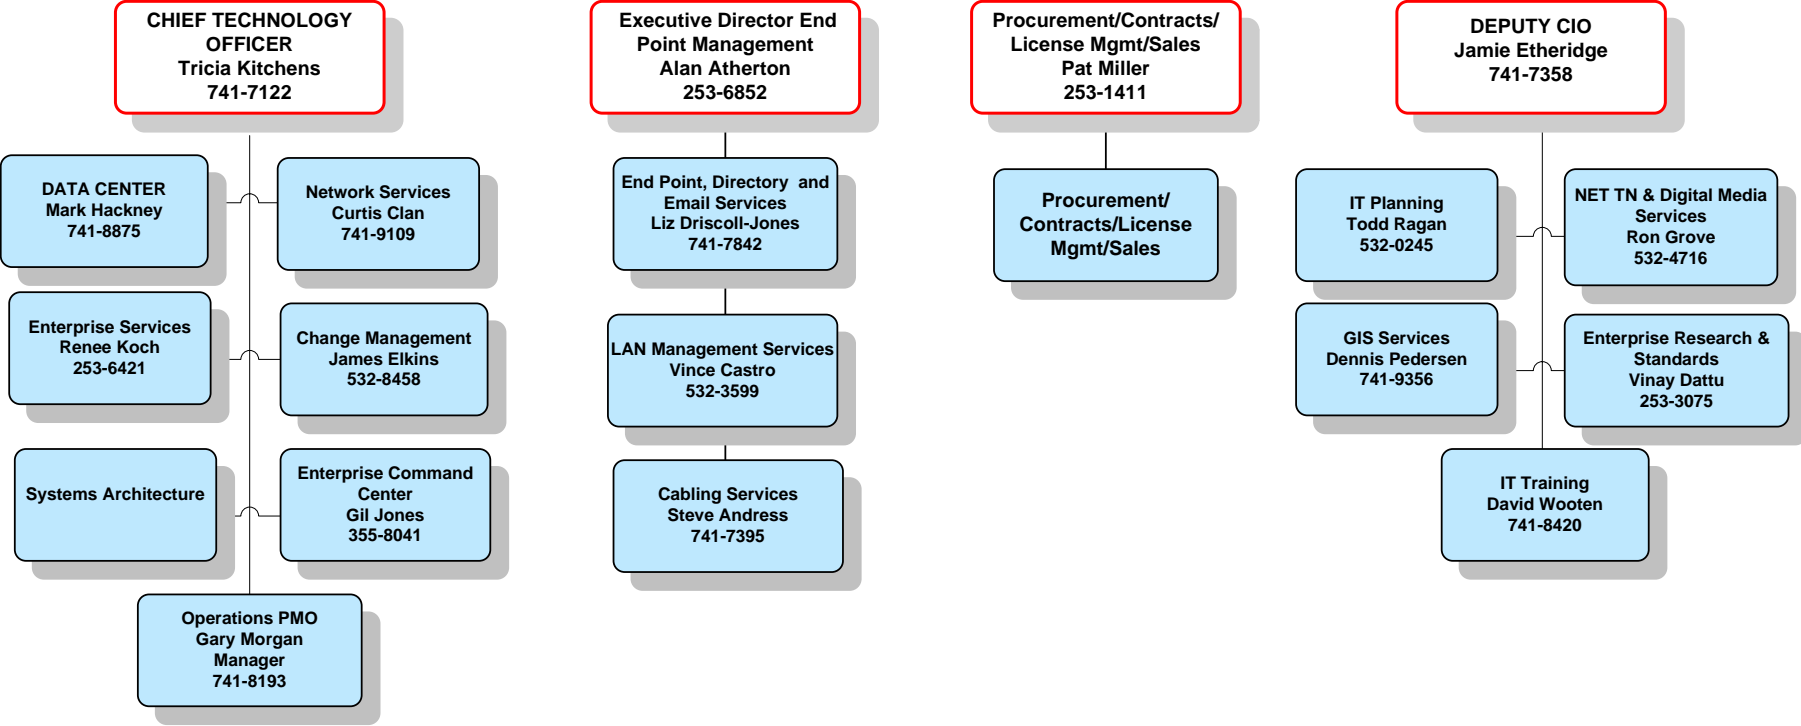 CHIEF TECHNOLOGY
OFFICER
Tricia Kitchens
741-7122
DATA CENTER
Mark Hackney
741-8875
Network Services
Curtis Clan
741-9109
Enterprise Services
Renee Koch
253-6421
Change Management
James Elkins
532-8458
Systems Architecture
Enterprise Command
Center
Gil Jones
355-8041
Operations PMO
Gary Morgan
Manager
741-8193
Executive Director End
Point Management
Alan Atherton
253-6852
End Point, Directory and
Email Services
Liz Driscoll-Jones
741-7842
LAN Management Services
Vince Castro
532-3599
Cabling Services
Steve Andress
741-7395
Procurement/Contracts/
License Mgmt/Sales
Pat Miller
253-1411
Procurement/
Contracts/License
Mgmt/Sales
DEPUTY CIO
Jamie Etheridge
741-7358
IT Planning
Todd Ragan
532-0245
NET TN & Digital Media
Services
Ron Grove
532-4716
GIS Services
Dennis Pedersen
741-9356
Enterprise Research &
Standards
Vinay Dattu
253-3075
IT Training
David Wooten
741-8420